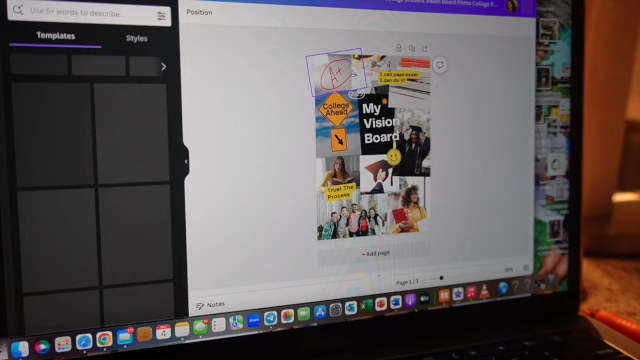 Use 5+ words to describe...
Templates
Styles
Position
A+
I can pass exam
I can do it!
College
Ahead
My
Vision
Board
Trust The
Process
+ Add page
Page 1 / 1
Notes